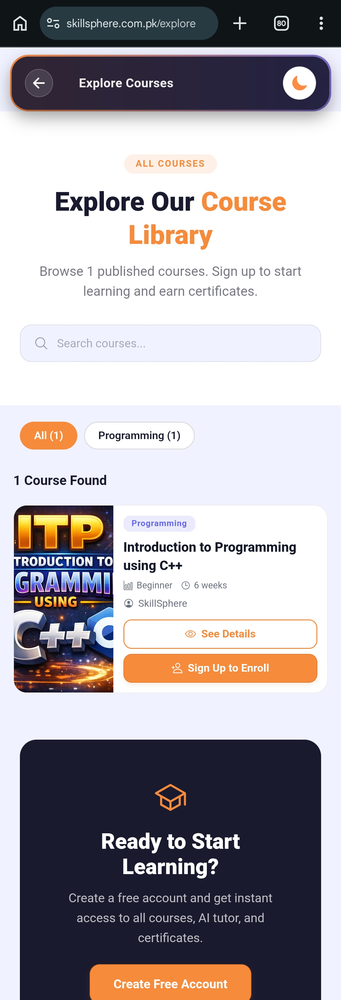 skillsphere.com.pk/explore
80
Explore Courses
ALL COURSES
Explore Our Course
Library
Browse 1 published courses. Sign up to start
learning and earn certificates.
Search courses...
All (1)
Programming (1)
1 Course Found
ITP
TRODUCTION TO
GRAMMI
USING
C++
Programming
Introduction to Programming
using C++
Beginner
6 weeks
SkillSphere
See Details
Sign Up to Enroll
Ready to Start
Learning?
Create a free account and get instant
access to all courses, AI tutor, and
certificates.
Create Free Account